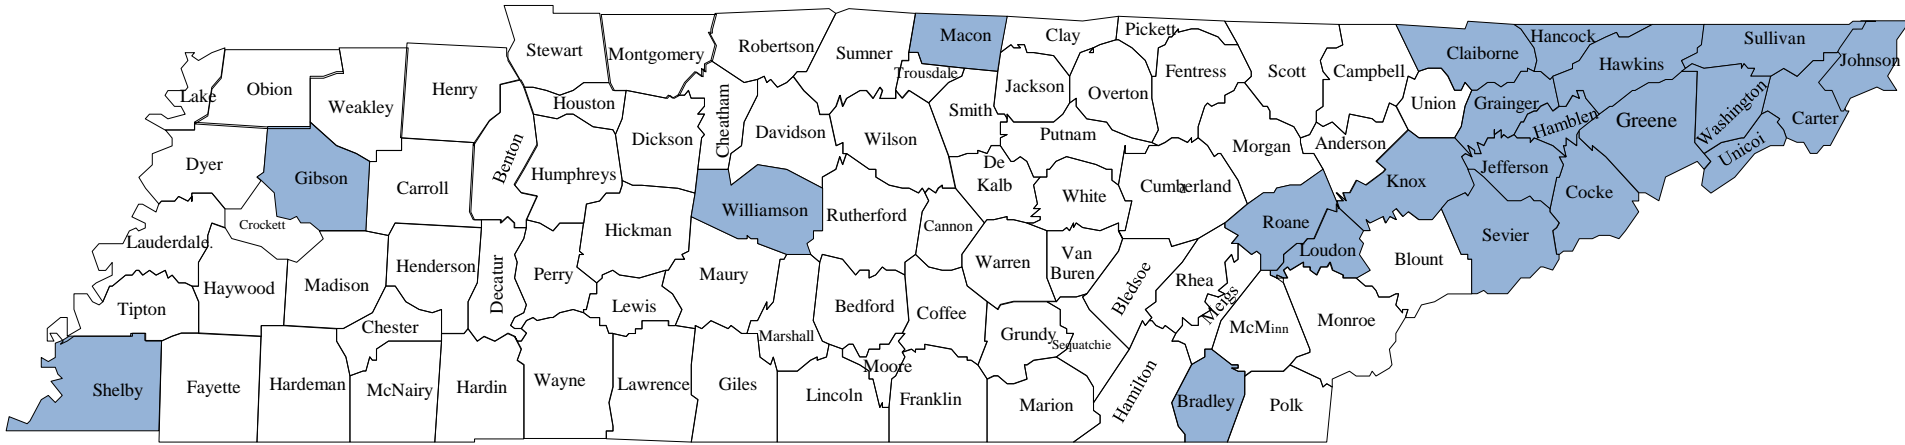 Stewart
Montgomery
Robertson
Sumner
Macon
Trousdale
Clay
Pickett
Fentress
Scott
Campbell
Claiborne
Hancock
Hawkins
Sullivan
Johnson
Lake
Obion
Weakley
Henry
Houston
Dickson
Cheatham
Davidson
Wilson
Smith
Jackson
Overton
Putnam
Morgan
Anderson
Union
Grainger
Hamblen
Greene
Washington
Unicoi
Carter
Dyer
Gibson
Carroll
Benton
Humphreys
Williamson
Rutherford
Cannon
De
Kalb
White
Cumberland
Roane
Loudon
Knox
Jefferson
Sevier
Cocke
Lauderdale.
Crockett
Haywood
Madison
Henderson
Decatur
Perry
Hickman
Lewis
Maury
Marshall
Bedford
Coffee
Warren
Van
Buren
Bledsoe
Rhea
Meigs
McMinn
Monroe
Blount
Tipton
Shelby
Fayette
Hardeman
Chester
McNairy
Hardin
Wayne
Lawrence
Giles
Lincoln
Moore
Franklin
Grundy
Sequatchie
Marion
Hamilton
Bradley
Polk